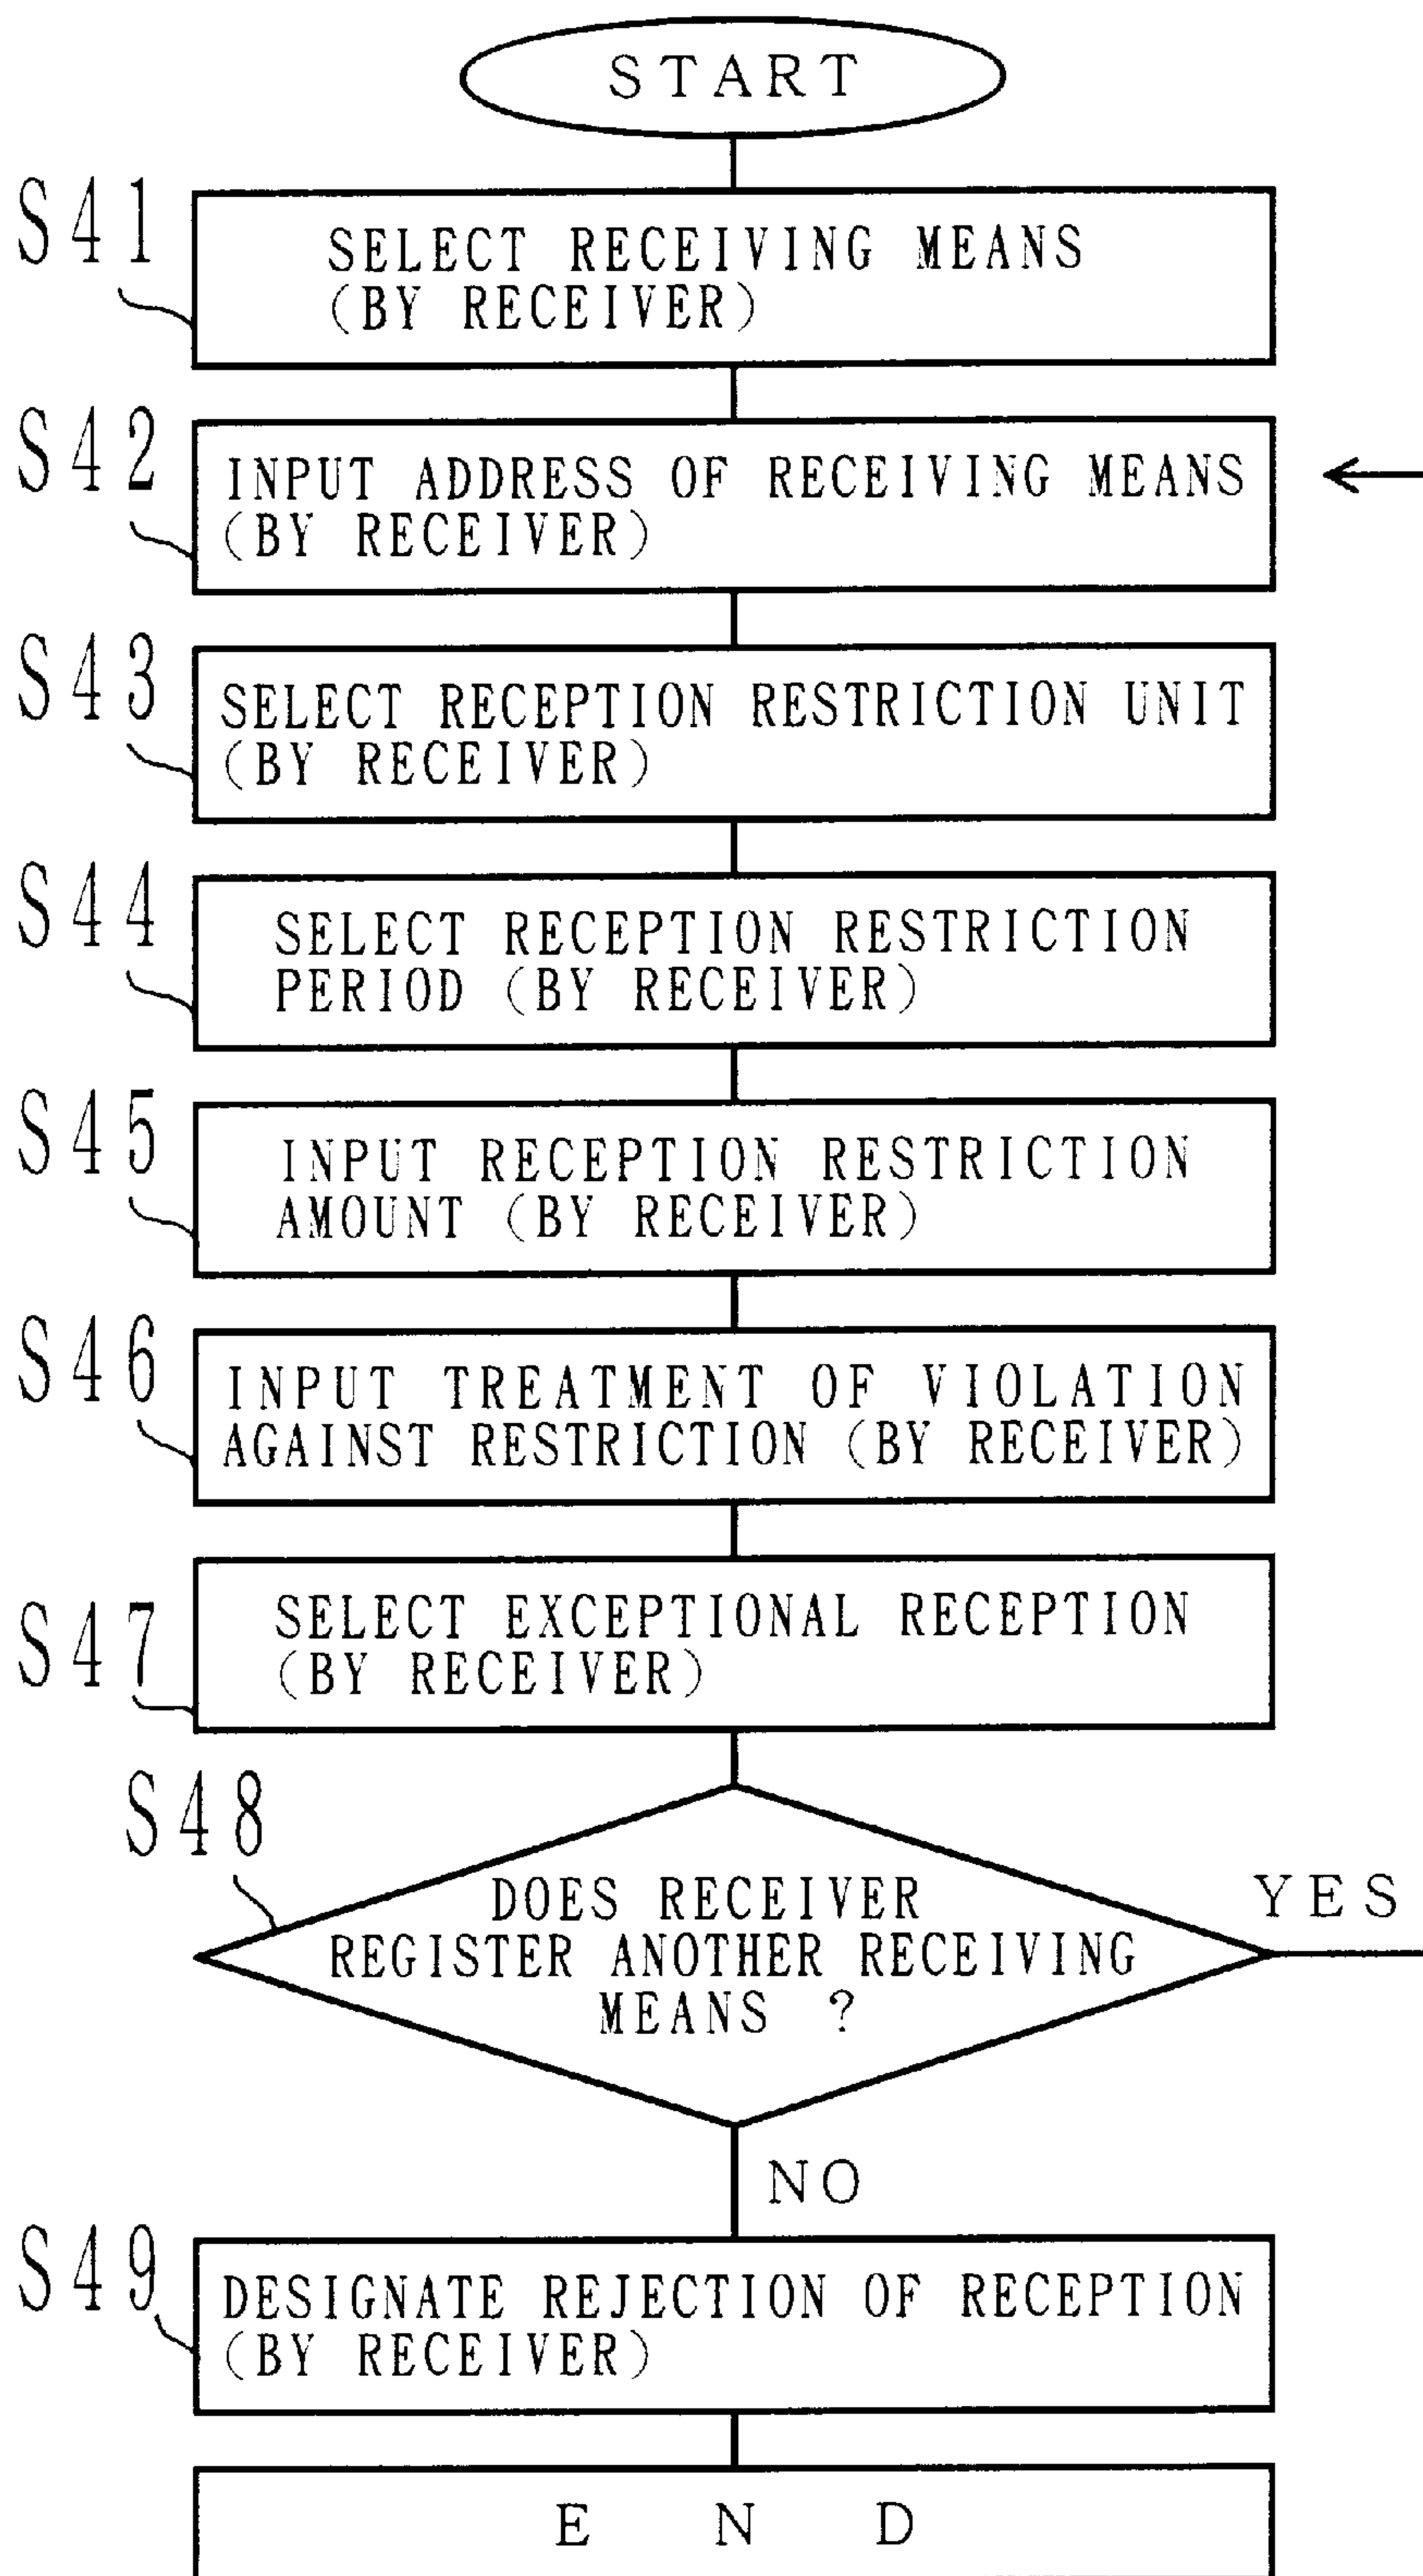 START
S41
SELECT RECEIVING MEANS
(BY RECEIVER)
S42
INPUT ADDRESS OF RECEIVING MEANS
(BY RECEIVER)
S43
SELECT RECEPTION RESTRICTION UNIT
(BY RECEIVER)
S44
SELECT RECEPTION RESTRICTION
PERIOD (BY RECEIVER)
S45
INPUT RECEPTION RESTRICTION
AMOUNT (BY RECEIVER)
S46
INPUT TREATMENT OF VIOLATION
AGAINST RESTRICTION (BY RECEIVER)
S47
SELECT EXCEPTIONAL RECEPTION
(BY RECEIVER)
S48
DOES RECEIVER
REGISTER ANOTHER RECEIVING
MEANS ?
YES
NO
S49
DESIGNATE REJECTION OF RECEPTION
(BY RECEIVER)
END